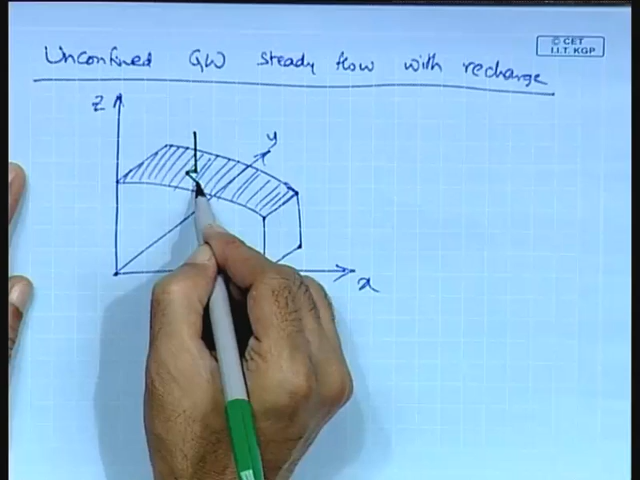 © CET
I.I.T. KGP
Unconfined GW steady flow with recharge
z
y
x